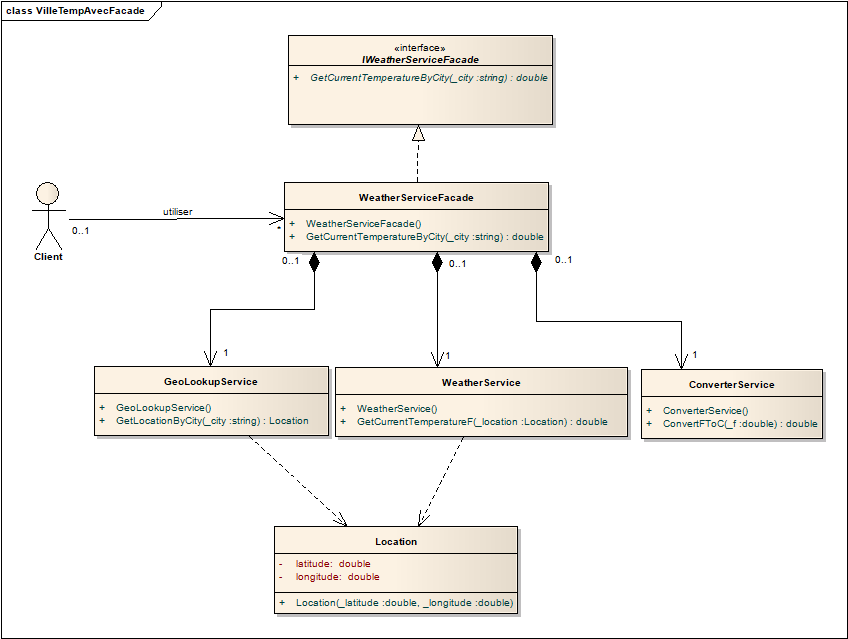 class VilleTempAvecFacade
«interface»
IWeatherServiceFacade
+ GetCurrentTemperatureByCity(_city :string) : double
WeatherServiceFacade
+ WeatherServiceFacade()
+ GetCurrentTemperatureByCity(_city :string) : double
utiliser
0..1
*
Client
0..1
0..1
0..1
1
1
1
GeoLookupService
+ GeoLookupService()
+ GetLocationByCity(_city :string) : Location
WeatherService
+ WeatherService()
+ GetCurrentTemperatureF(_location :Location) : double
ConverterService
+ ConverterService()
+ ConvertFToC(_f :double) : double
Location
- latitude: double
- longitude: double
+ Location(_latitude :double, _longitude :double)